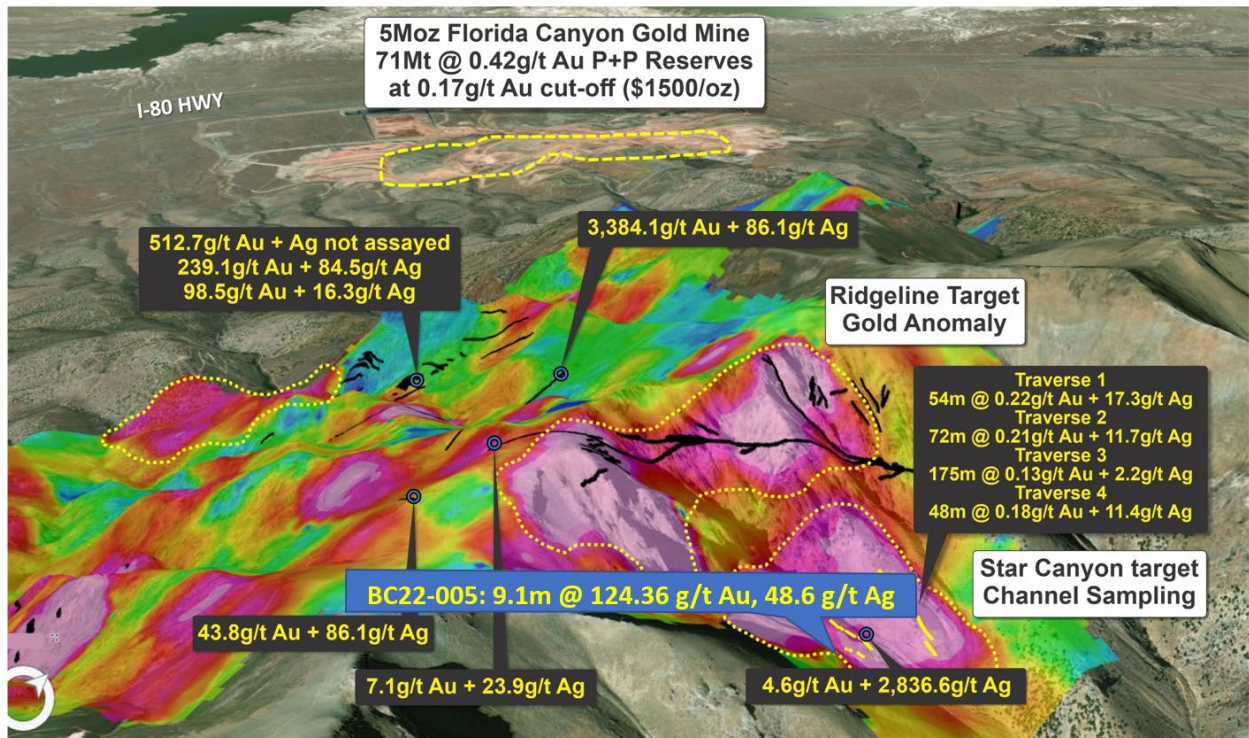 5Moz Florida Canyon Gold Mine
71Mt @ 0.42g/t Au P+P Reserves
at 0.17g/t Au cut-off ($1500/oz)
I-80 HWY
512.7g/t Au + Ag not assayed
239.1g/t Au + 84.5g/t Ag
98.5g/t Au + 16.3g/t Ag
3,384.1g/t Au + 86.1g/t Ag
Ridgeline Target
Gold Anomaly
Traverse 1
54m @ 0.22g/t Au + 17.3g/t Ag
Traverse 2
72m @ 0.21g/t Au + 11.7g/t Ag
Traverse 3
175m @ 0.13g/t Au + 2.2g/t Ag
Traverse 4
48m @ 0.18g/t Au + 11.4g/t Ag
Star Canyon target
Channel Sampling
BC22-005: 9.1m @ 124.36 g/t Au, 48.6 g/t Ag
43.8g/t Au + 86.1g/t Ag
7.1g/t Au + 23.9g/t Ag
4.6g/t Au + 2,836.6g/t Ag